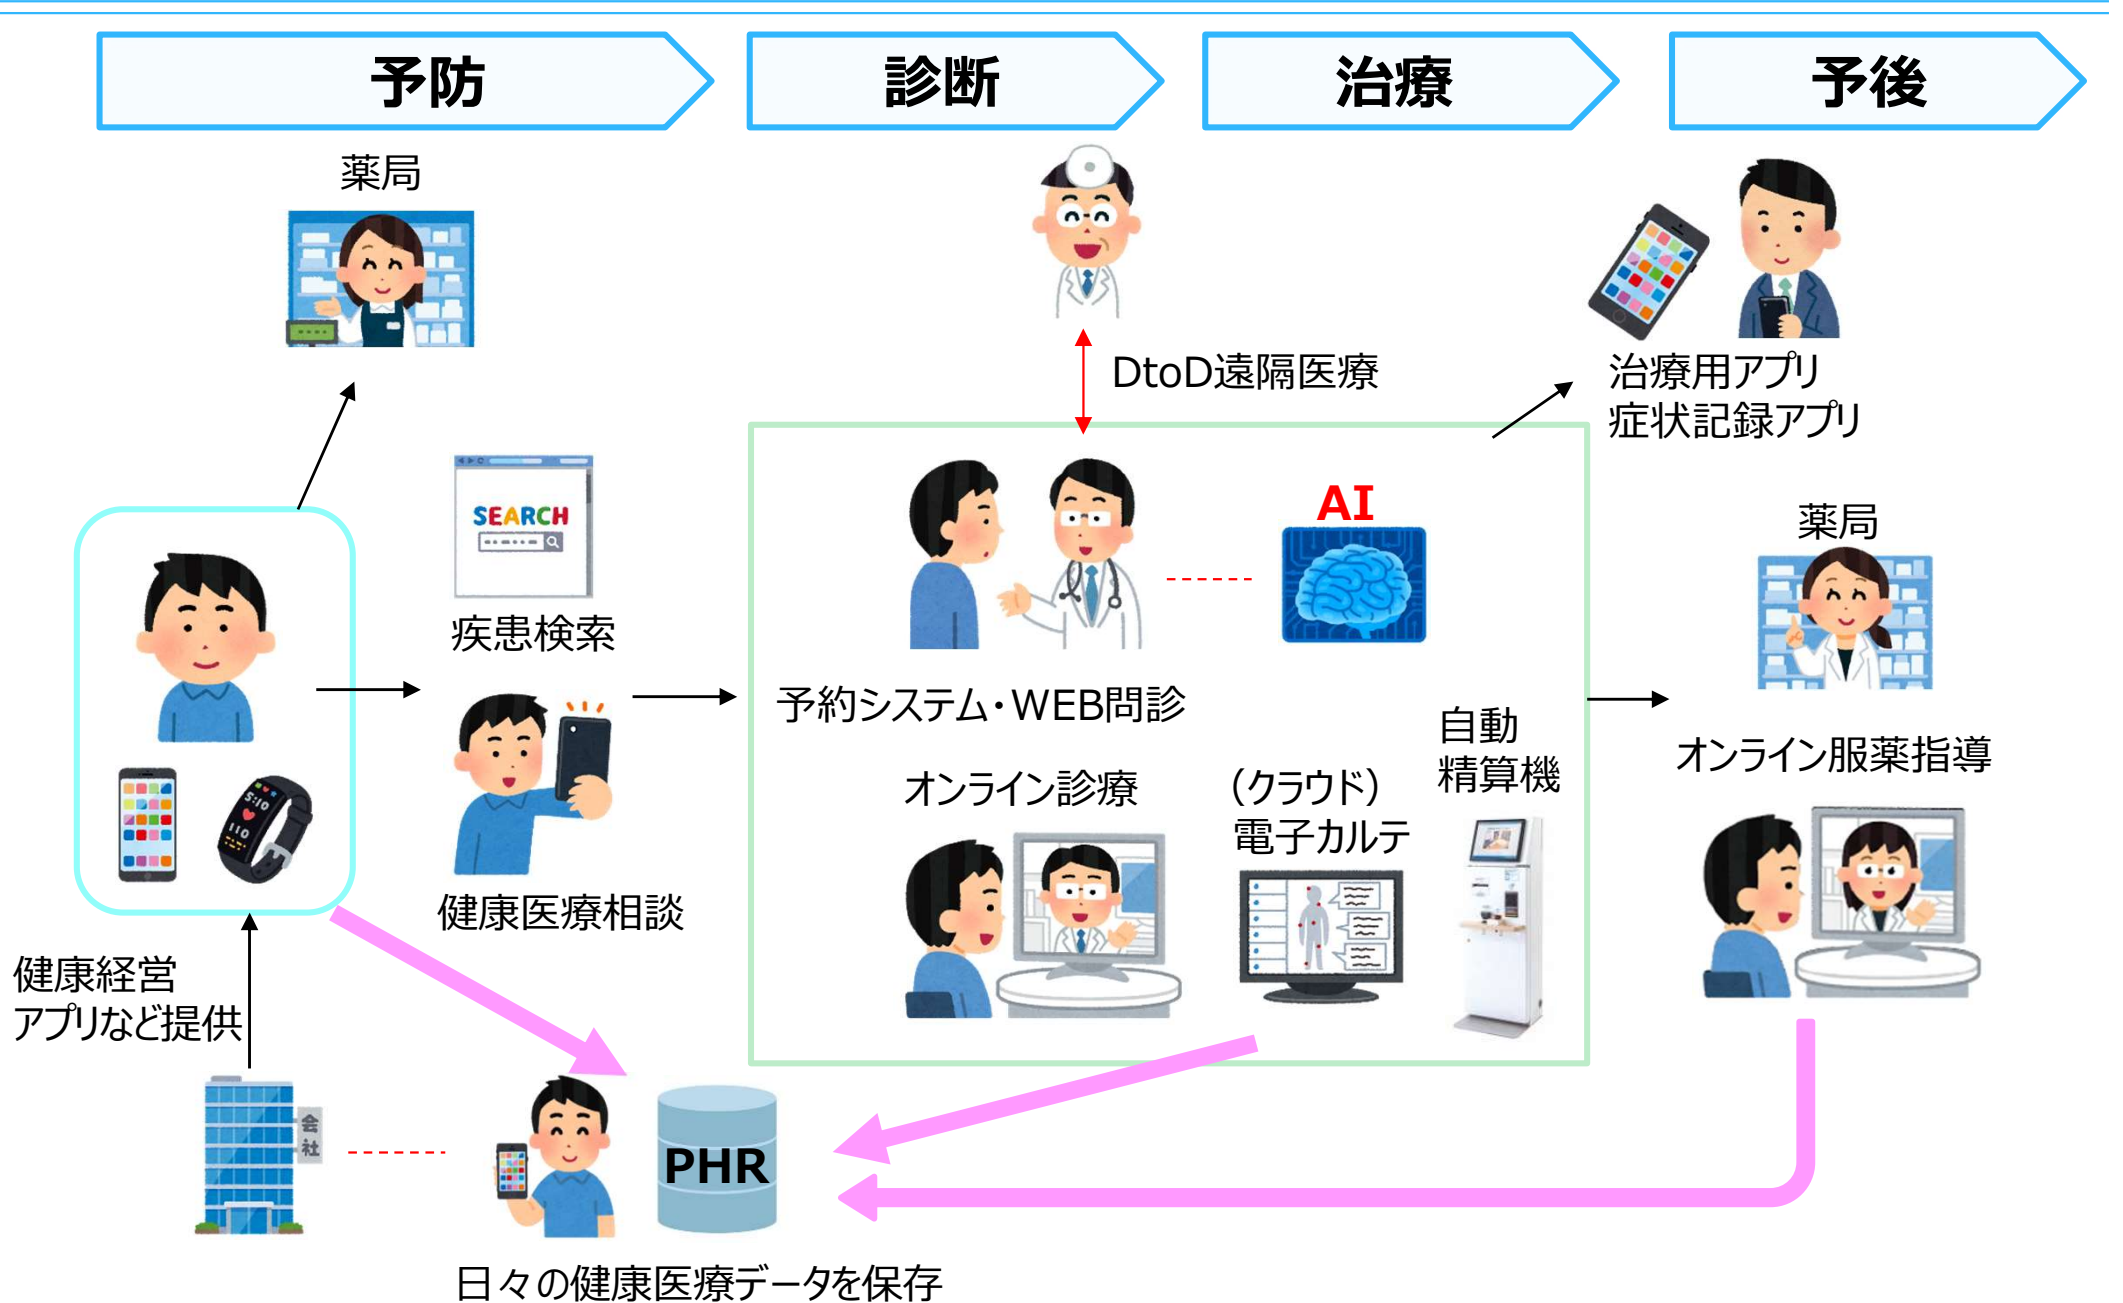 予防
診断
治療
予後
薬局
DtoD遠隔医療
治療用アプリ
症状記録アプリ
SEARCH
疾患検索
AI
薬局
予約システム・WEB問診
自動
精算機
オンライン診療
(クラウド)
電子カルテ
オンライン服薬指導
5:10
110
健康医療相談
健康経営
アプリなど提供
会社
PHR
日々の健康医療データを保存